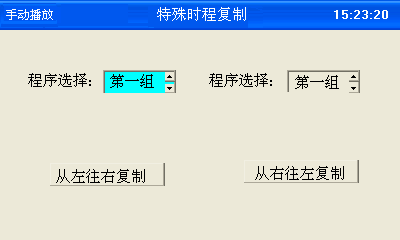 手动播放 特殊时程复制 15:23:20
程序选择： 第一组 程序选择： 第一组
从左往右复制 从右往左复制